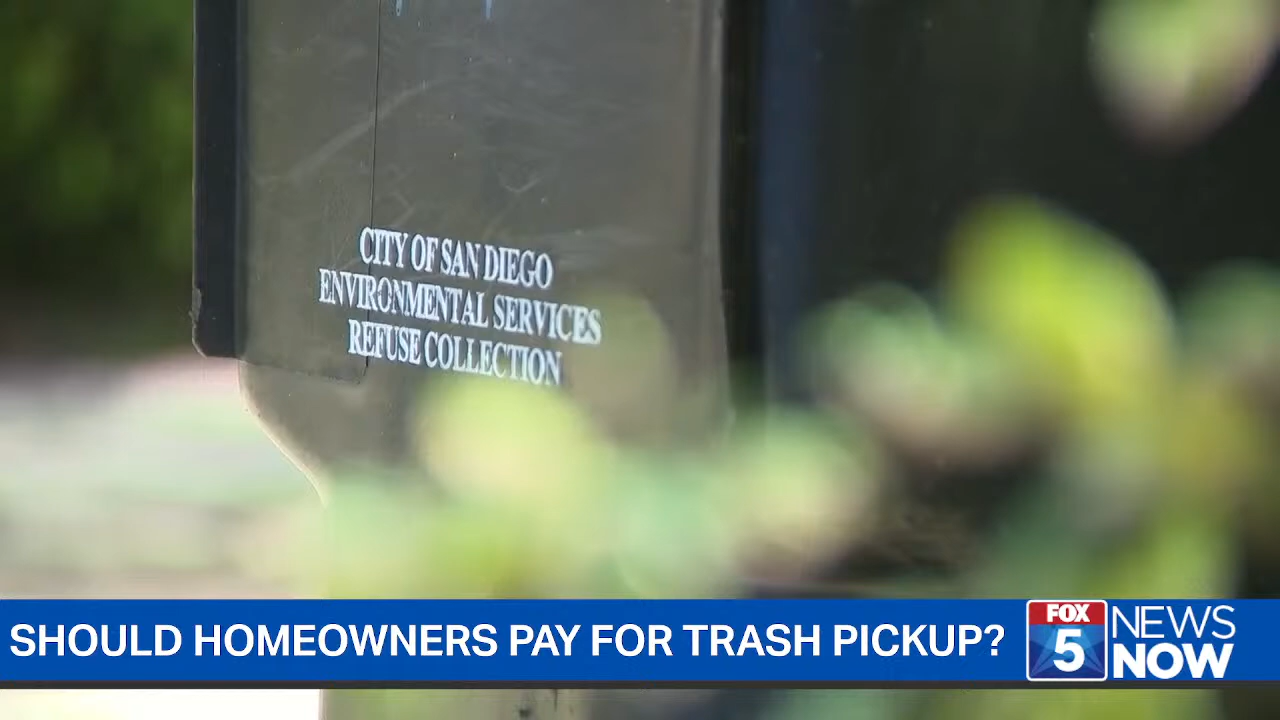 CITY OF SAN DIEGO
ENVIRONMENTAL SERVICES
REFUSE COLLECTION
SHOULD HOMEOWNERS PAY FOR TRASH PICKUP?
FOX
5
NEWS
NOW